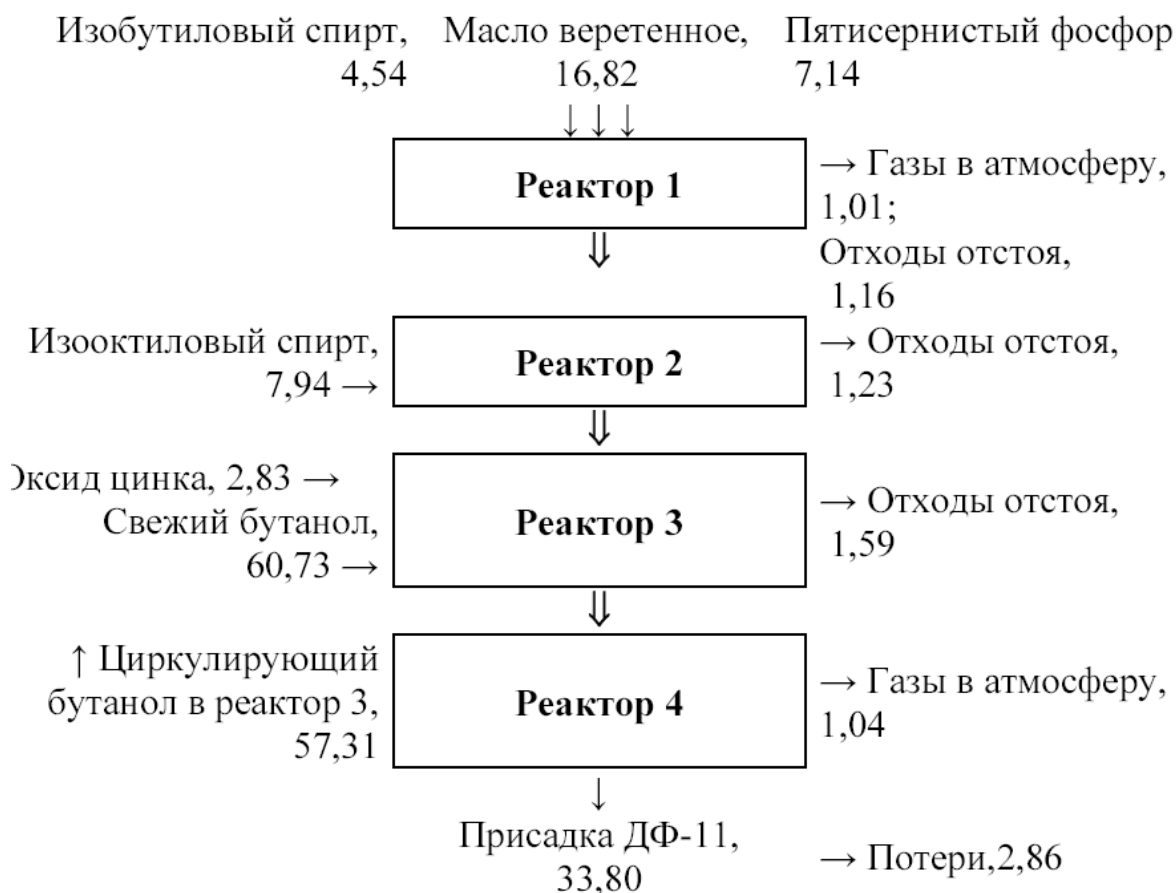 Изобутиловый спирт, Масло веретенное, Пятисернистый фосфор
4,54 16,82 7,14
↓ ↓ ↓
Реактор 1
→ Газы в атмосферу,
1,01;
⇓
Отходы отстоя,
1,16
Изооктиловый спирт,
7,94 →
Реактор 2
→ Отходы отстоя,
1,23
⇓
Оксид цинка, 2,83 →
Свежий бутанол,
60,73 →
Реактор 3
→ Отходы отстоя,
1,59
⇓
↑ Циркулирующий
бутанол в реактор 3,
57,31
Реактор 4
→ Газы в атмосферу,
1,04
↓
Присадка ДФ-11,
33,80
→ Потери,2,86